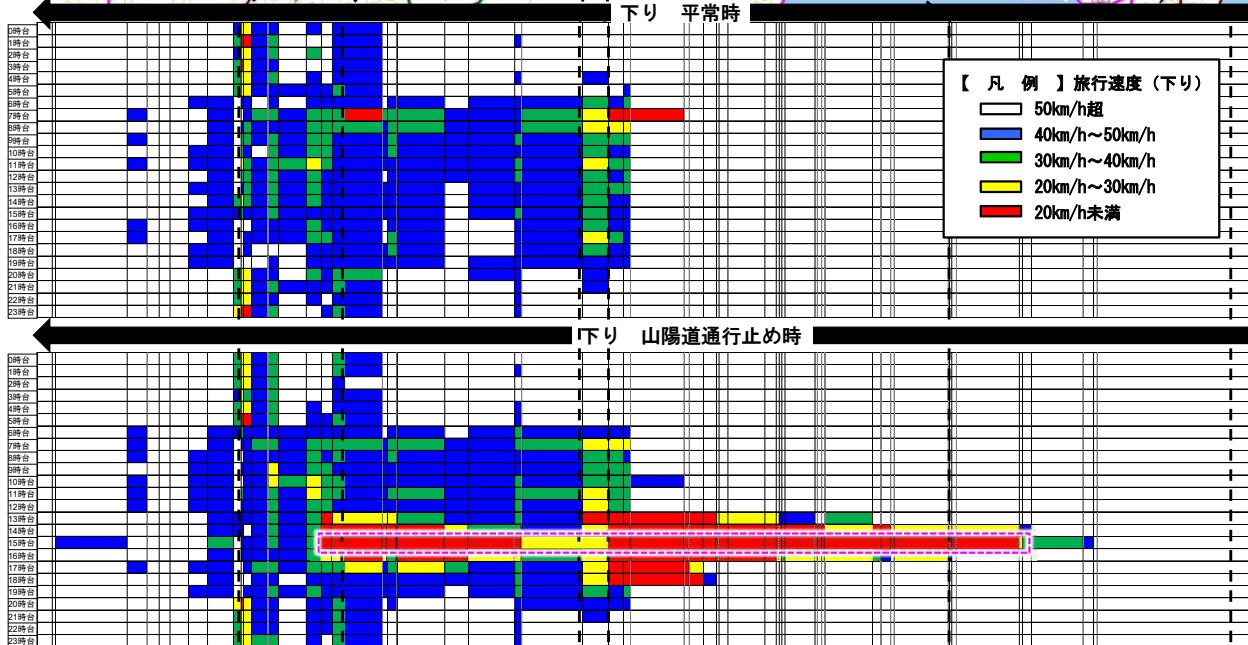 下り 平常時
0時台
1時台
2時台
3時台
4時台
5時台
6時台
7時台
8時台
9時台
10時台
11時台
12時台
13時台
14時台
15時台
16時台
17時台
18時台
19時台
20時台
21時台
22時台
23時台
【 凡 例 】旅行速度（下り）
50km/h超
40km/h～50km/h
30km/h～40km/h
20km/h～30km/h
20km/h未満
下り 山陽道通行止め時
0時台
1時台
2時台
3時台
4時台
5時台
6時台
7時台
8時台
9時台
10時台
11時台
12時台
13時台
14時台
15時台
16時台
17時台
18時台
19時台
20時台
21時台
22時台
23時台